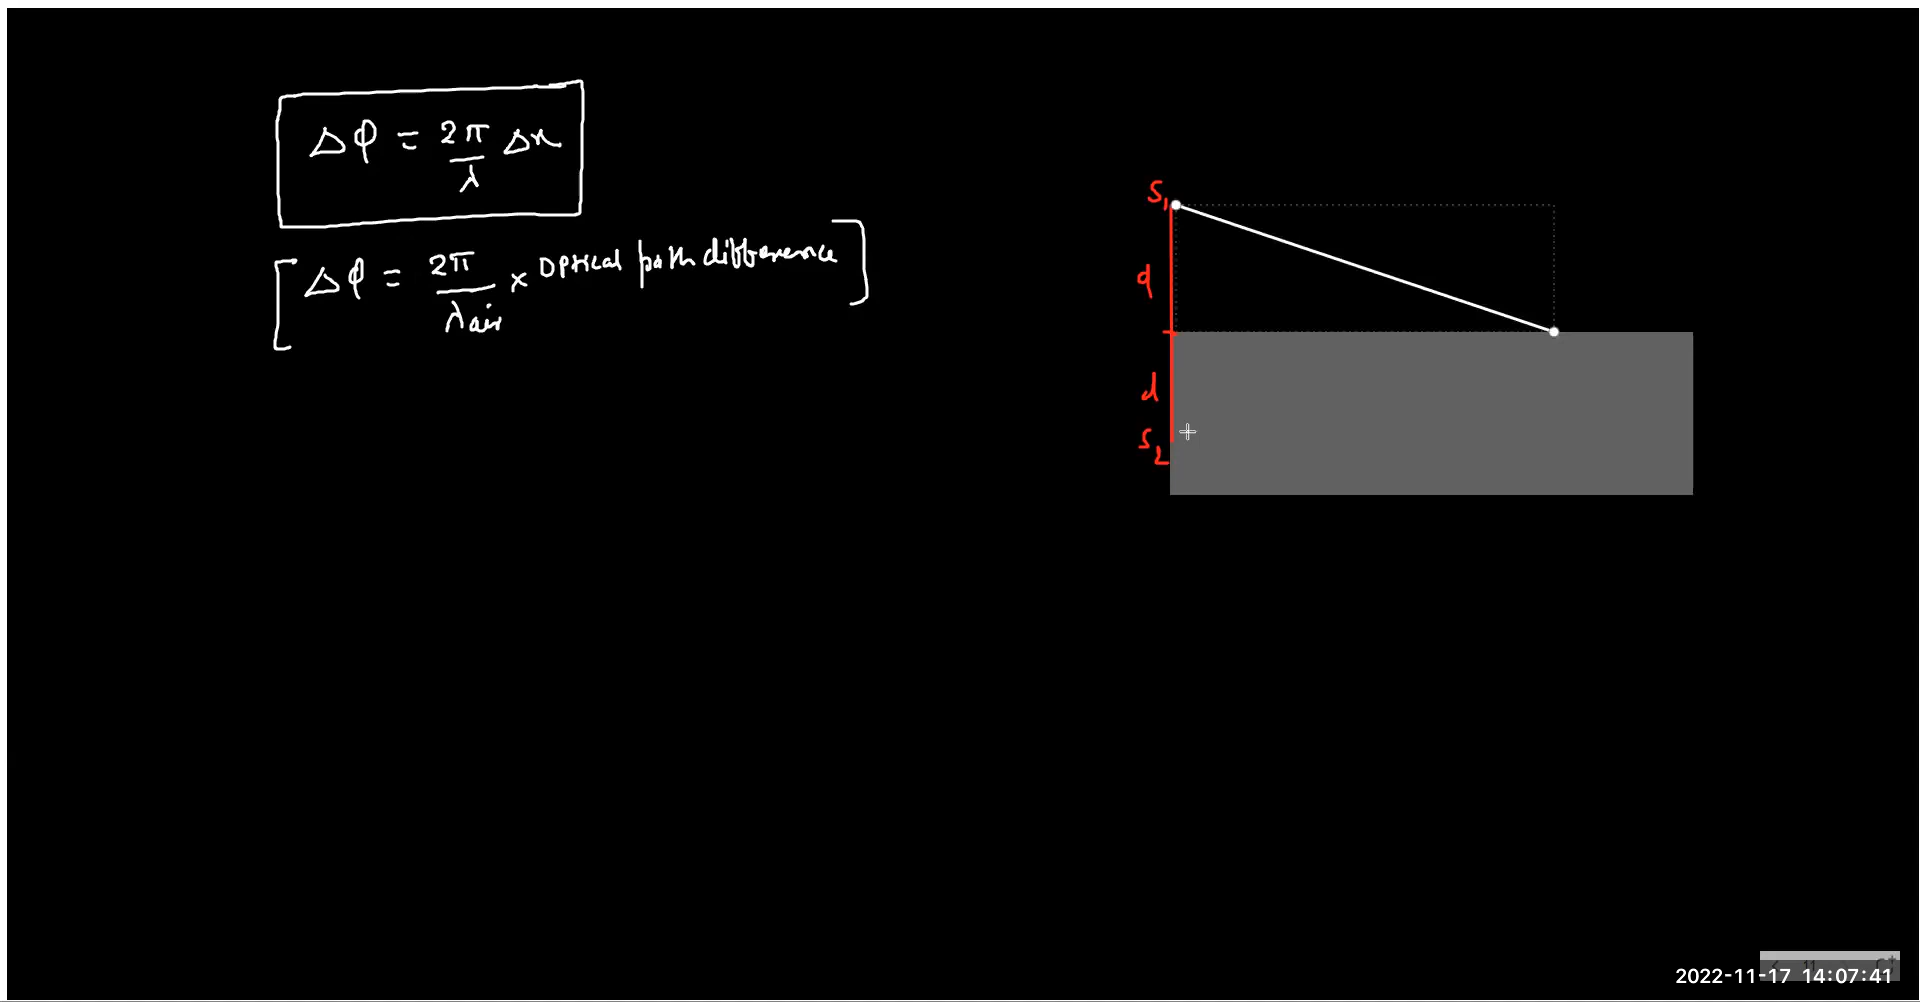 Δφ = 2π/λ Δx
[Δφ = 2π/λair × Optical path difference]
S₁
d
d
S₂
2022-11-17 14:07:41